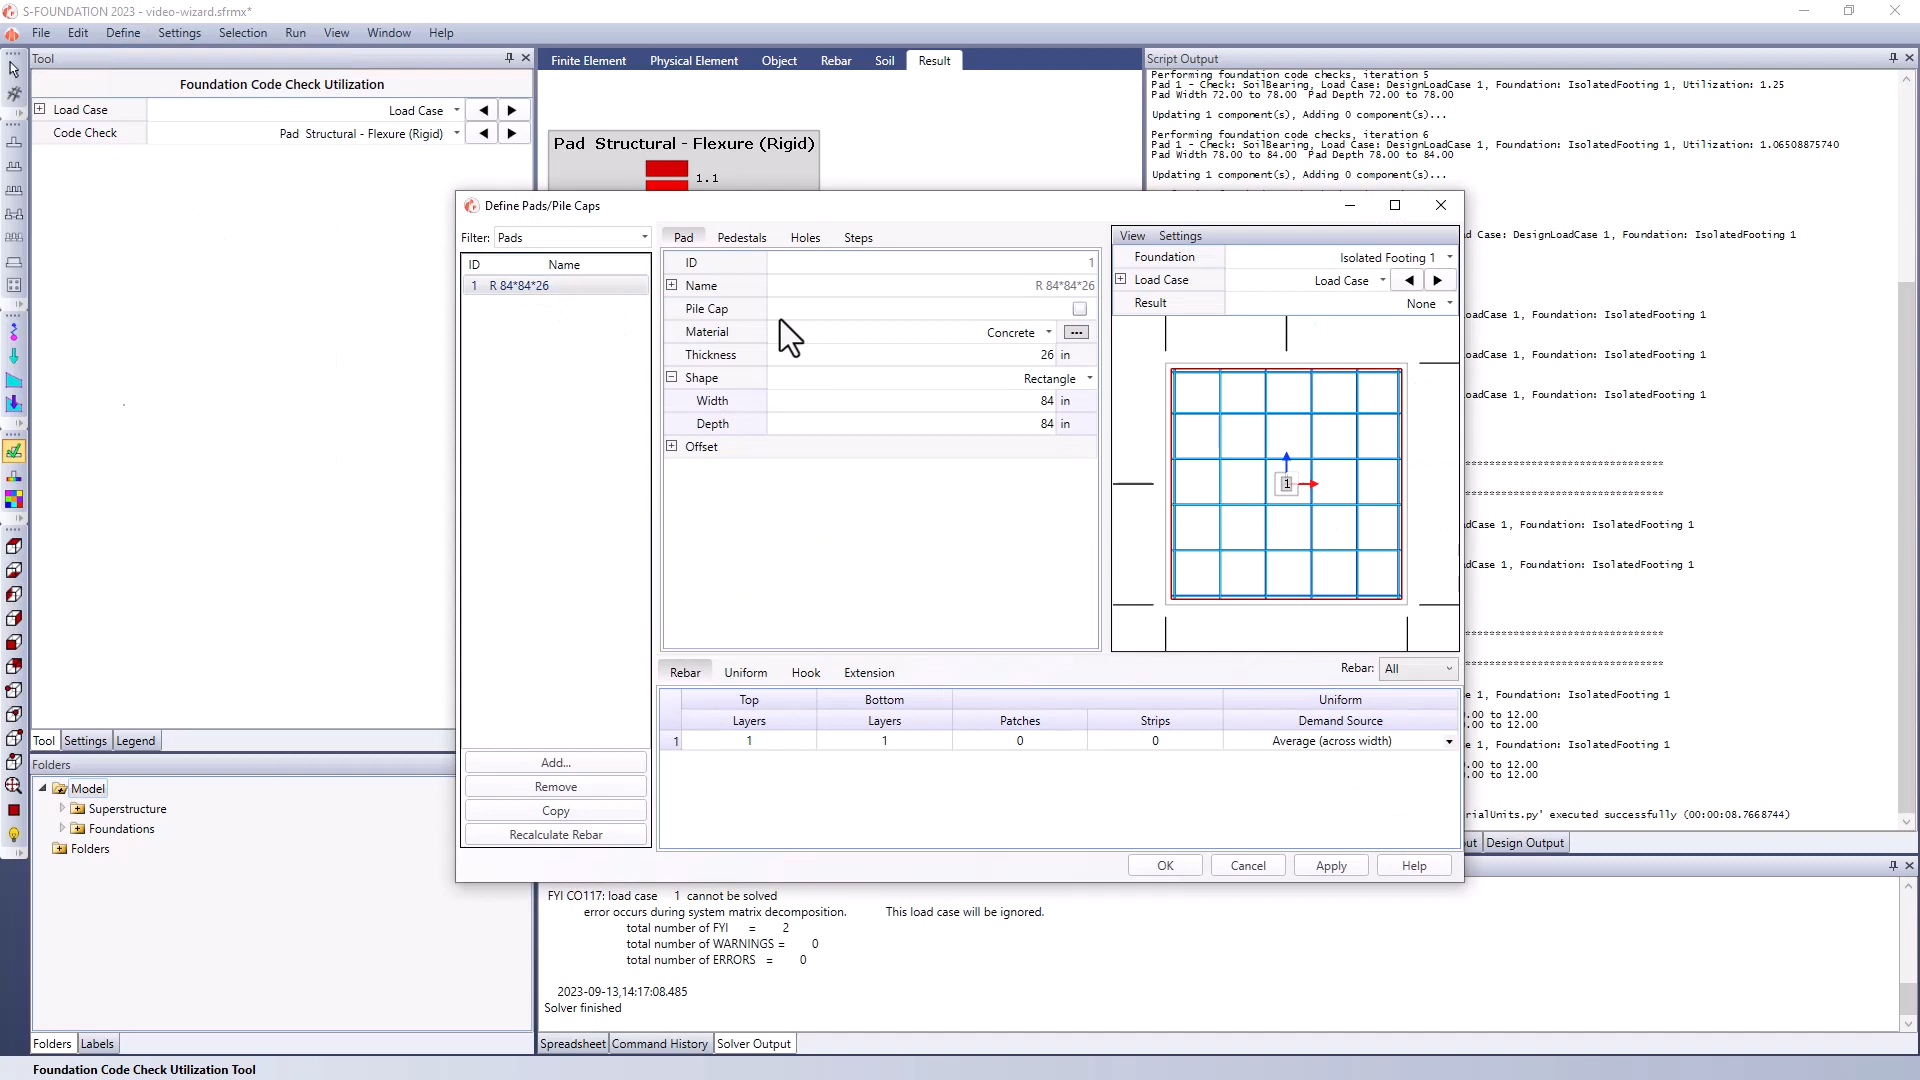 S-FOUNDATION 2023 - video-wizard.sfrmx*
File Edit Define Settings Selection Run View Window Help
Tool
Foundation Code Check Utilization
Load Case Load Case
Code Check Pad Structural - Flexure (Rigid)
Finite Element Physical Element Object Rebar Soil Result
Pad Structural - Flexure (Rigid)
1.1
Script Output
Performing foundation code checks, iteration 5
Pad 1 - Check: SoilBearing, Load Case: DesignLoadCase 1, Foundation: IsolatedFooting 1, Utilization: 1.25
Pad Width 72.00 to 78.00 Pad Depth 72.00 to 78.00
Updating 1 component(s), Adding 0 component(s)...
Performing foundation code checks, iteration 6
Pad 1 - Check: SoilBearing, Load Case: DesignLoadCase 1, Foundation: IsolatedFooting 1, Utilization: 1.06508875740
Pad Width 78.00 to 84.00 Pad Depth 78.00 to 84.00
Updating 1 component(s), Adding 0 component(s)...
d Case: DesignLoadCase 1, Foundation: IsolatedFooting 1
oadCase 1, Foundation: IsolatedFooting 1
oadCase 1, Foundation: IsolatedFooting 1
oadCase 1, Foundation: IsolatedFooting 1
*********************************
*********************************
dCase 1, Foundation: IsolatedFooting 1
dCase 1, Foundation: IsolatedFooting 1
*********************************
*********************************
e 1, Foundation: IsolatedFooting 1
.00 to 12.00
.00 to 12.00
e 1, Foundation: IsolatedFooting 1
.00 to 12.00
.00 to 12.00
rialUnits.py' executed successfully (00:00:08.7668744)
ut Design Output
Define Pads/Pile Caps
Filter: Pads
ID Name
1 R 84*84*26
Add...
Remove
Copy
Recalculate Rebar
Pad Pedestals Holes Steps
ID 1
Name R 84*84*26
Pile Cap
Material Concrete ...
Thickness 26 in
Shape Rectangle
Width 84 in
Depth 84 in
Offset
View Settings
Foundation Isolated Footing 1
Load Case Load Case
Result None
1
Rebar Uniform Hook Extension
Rebar: All
Top Bottom Uniform
Layers Layers Patches Strips Demand Source
1 1 1 0 0 Average (across width)
OK Cancel Apply Help
Tool Settings Legend
Folders
Model
Superstructure
Foundations
Folders
Folders Labels
FYI CO117: load case 1 cannot be solved
error occurs during system matrix decomposition. This load case will be ignored.
total number of FYI = 2
total number of WARNINGS = 0
total number of ERRORS = 0
2023-09-13,14:17:08.485
Solver finished
Spreadsheet Command History Solver Output
Foundation Code Check Utilization Tool